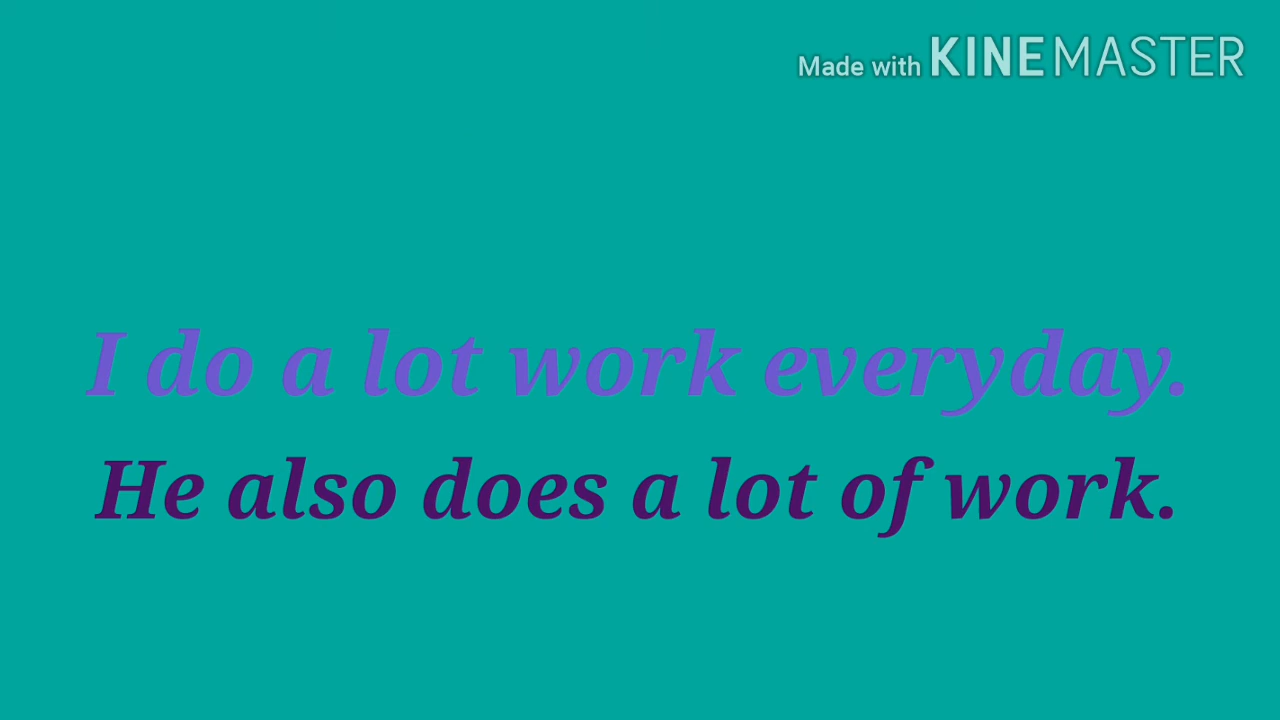 Made with KINEMASTER
I do a lot work everyday.
He also does a lot of work.